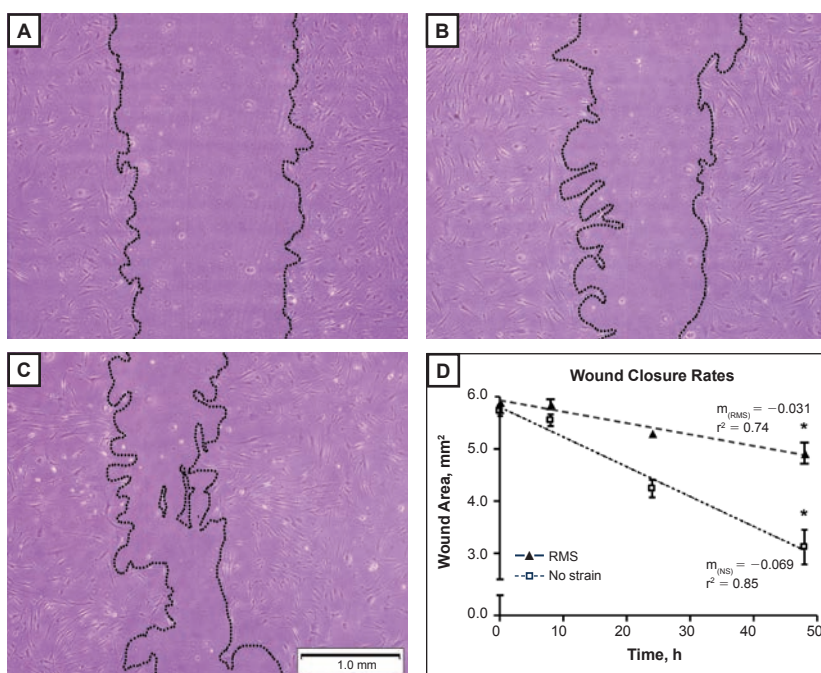 A
B
C
1.0 mm
D
Wound Closure Rates
Wound Area, mm²
6.0
5.0
4.0
3.0
0.0
m(RMS) = −0.031
r² = 0.74
*
*
RMS
No strain
m(NS) = −0.069
r² = 0.85
0
10
20
30
40
50
Time, h